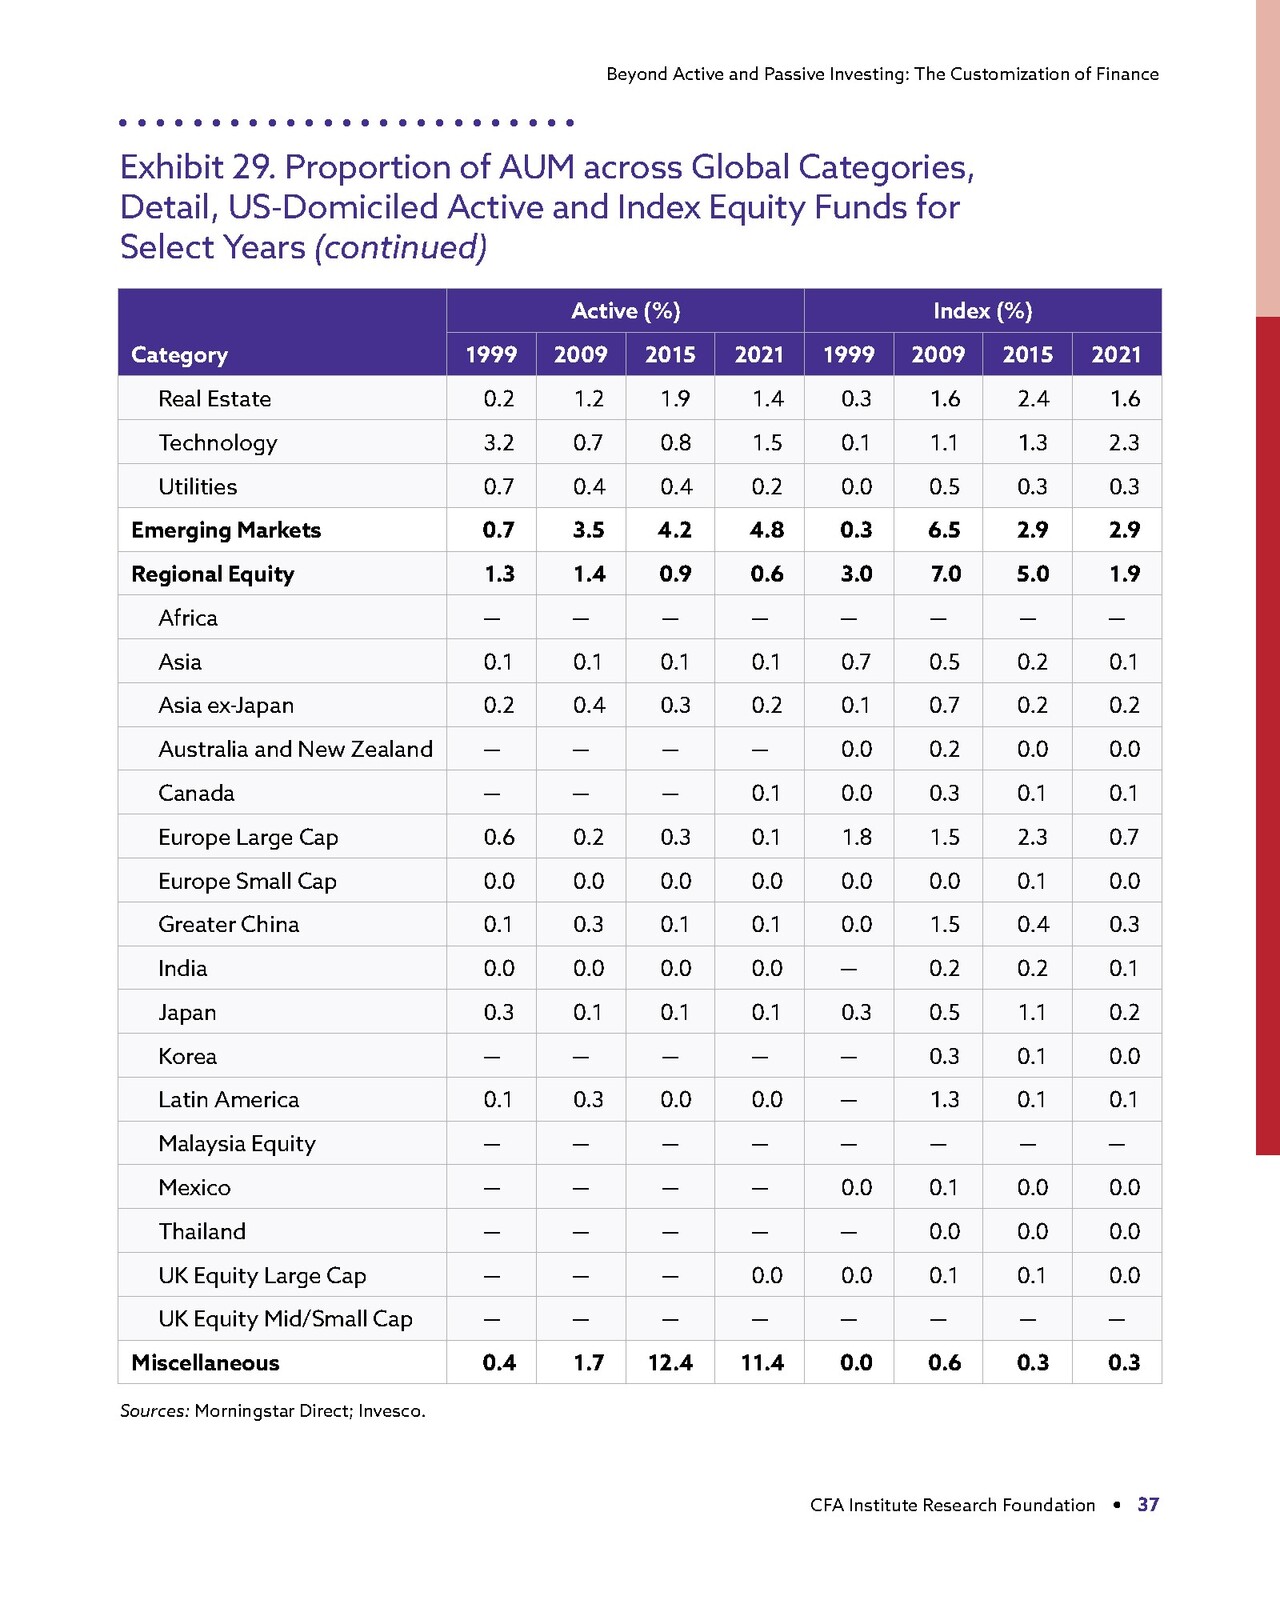 Beyond Active and Passive Investing: The Customization of Finance
Exhibit 29. Proportion of AUM across Global Categories,
Detail, US-Domiciled Active and Index Equity Funds for
Select Years (continued)
Active (%) Index (%)
Category 1999 2009 2015 2021 1999 2009 2015 2021
Real Estate 0.2 1.2 1.9 1.4 0.3 1.6 2.4 1.6
Technology 3.2 0.7 0.8 1.5 0.1 1.1 1.3 2.3
Utilities 0.7 0.4 0.4 0.2 0.0 0.5 0.3 0.3
Emerging Markets 0.7 3.5 4.2 4.8 0.3 6.5 2.9 2.9
Regional Equity 1.3 1.4 0.9 0.6 3.0 7.0 5.0 1.9
Africa — — — — — — — —
Asia 0.1 0.1 0.1 0.1 0.7 0.5 0.2 0.1
Asia ex-Japan 0.2 0.4 0.3 0.2 0.1 0.7 0.2 0.2
Australia and New Zealand — — — — 0.0 0.2 0.0 0.0
Canada — — — 0.1 0.0 0.3 0.1 0.1
Europe Large Cap 0.6 0.2 0.3 0.1 1.8 1.5 2.3 0.7
Europe Small Cap 0.0 0.0 0.0 0.0 0.0 0.0 0.1 0.0
Greater China 0.1 0.3 0.1 0.1 0.0 1.5 0.4 0.3
India 0.0 0.0 0.0 0.0 — 0.2 0.2 0.1
Japan 0.3 0.1 0.1 0.1 0.3 0.5 1.1 0.2
Korea — — — — — 0.3 0.1 0.0
Latin America 0.1 0.3 0.0 0.0 — 1.3 0.1 0.1
Malaysia Equity — — — — — — — —
Mexico — — — — 0.0 0.1 0.0 0.0
Thailand — — — — — 0.0 0.0 0.0
UK Equity Large Cap — — — 0.0 0.0 0.1 0.1 0.0
UK Equity Mid/Small Cap — — — — — — — —
Miscellaneous 0.4 1.7 12.4 11.4 0.0 0.6 0.3 0.3
Sources: Morningstar Direct; Invesco.
CFA Institute Research Foundation • 37